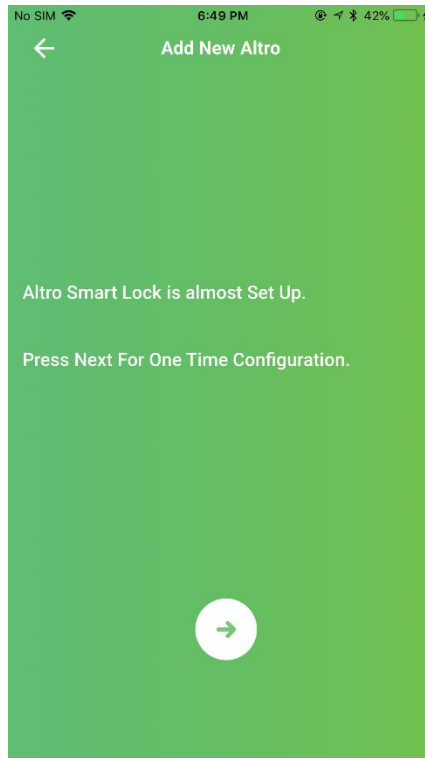 No SIM 6:49 PM 42%
Add New Altro
Altro Smart Lock is almost Set Up.
Press Next For One Time Configuration.